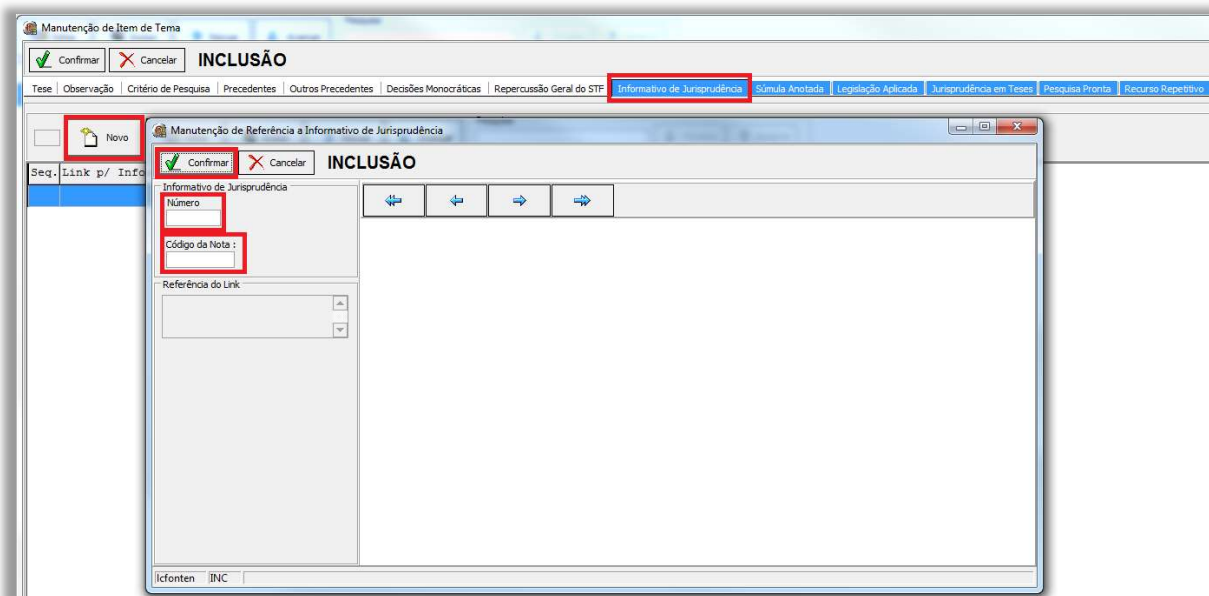 Manutenção de Item de Tema
Confirmar Cancelar INCLUSÃO
Tese Observação Critério de Pesquisa Precedentes Outros Precedentes Decisões Monocráticas Repercussão Geral do STF Informativo de Jurisprudência Súmula Anotada Legislação Aplicada Jurisprudência em Teses Pesquisa Pronta Recurso Repetitivo
Novo
Seq. Link p/ Info
Manutenção de Referência a Informativo de Jurisprudência
Confirmar Cancelar INCLUSÃO
Informativo de Jurisprudência
Número
Código da Nota :
Referência do Link
lcfonten INC